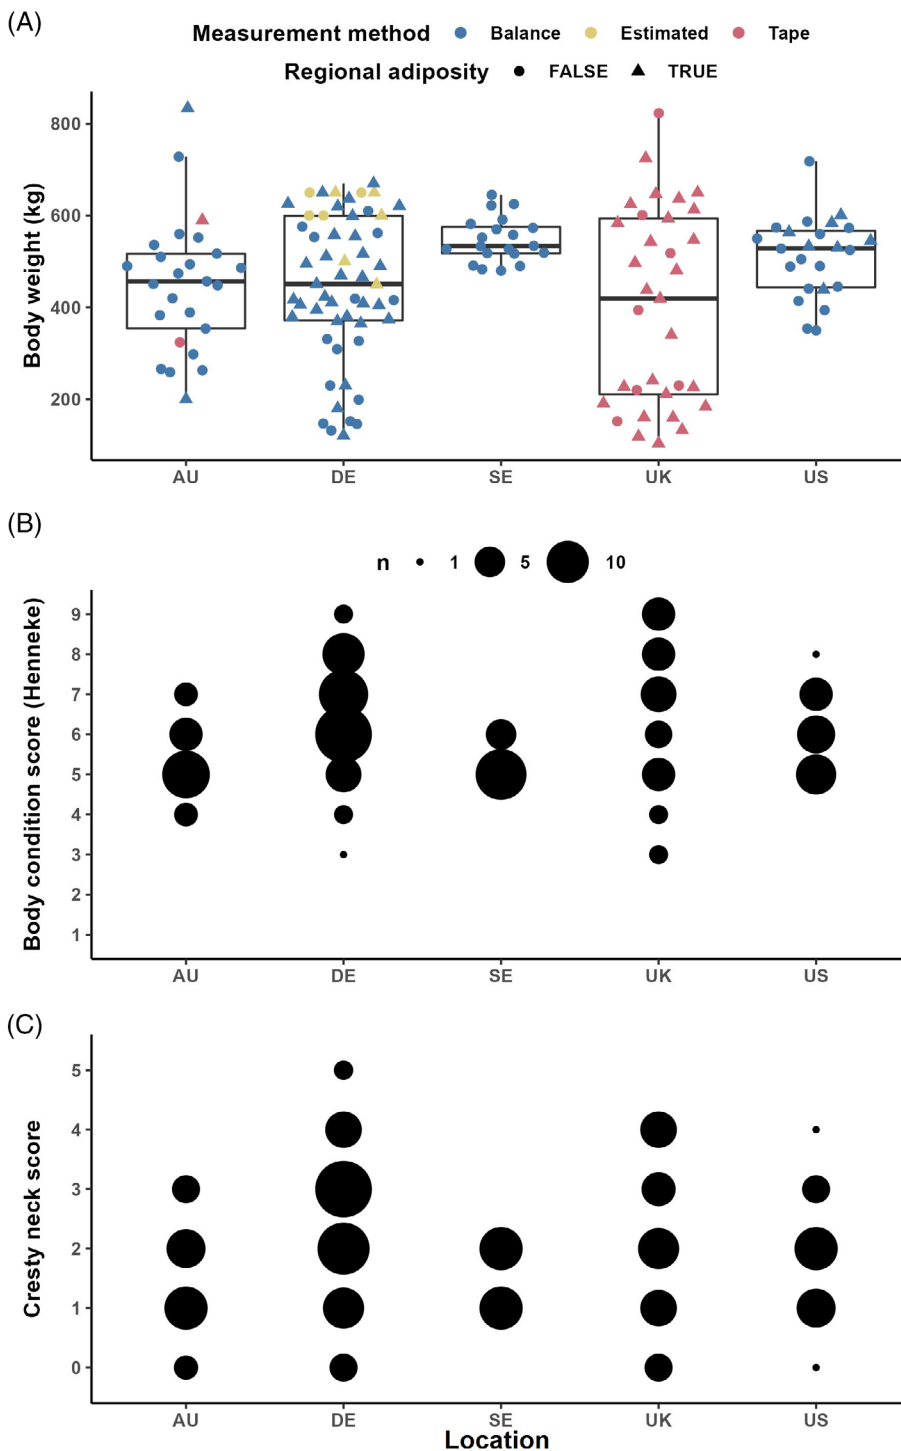 (A)
Measurement method Balance Estimated Tape
Regional adiposity FALSE TRUE
Body weight (kg)
800
600
400
200
AU DE SE UK US
(B)
n 1 5 10
Body condition score (Henneke)
9
8
7
6
5
4
3
2
1
AU DE SE UK US
(C)
Cresty neck score
5
4
3
2
1
0
AU DE SE UK US
Location